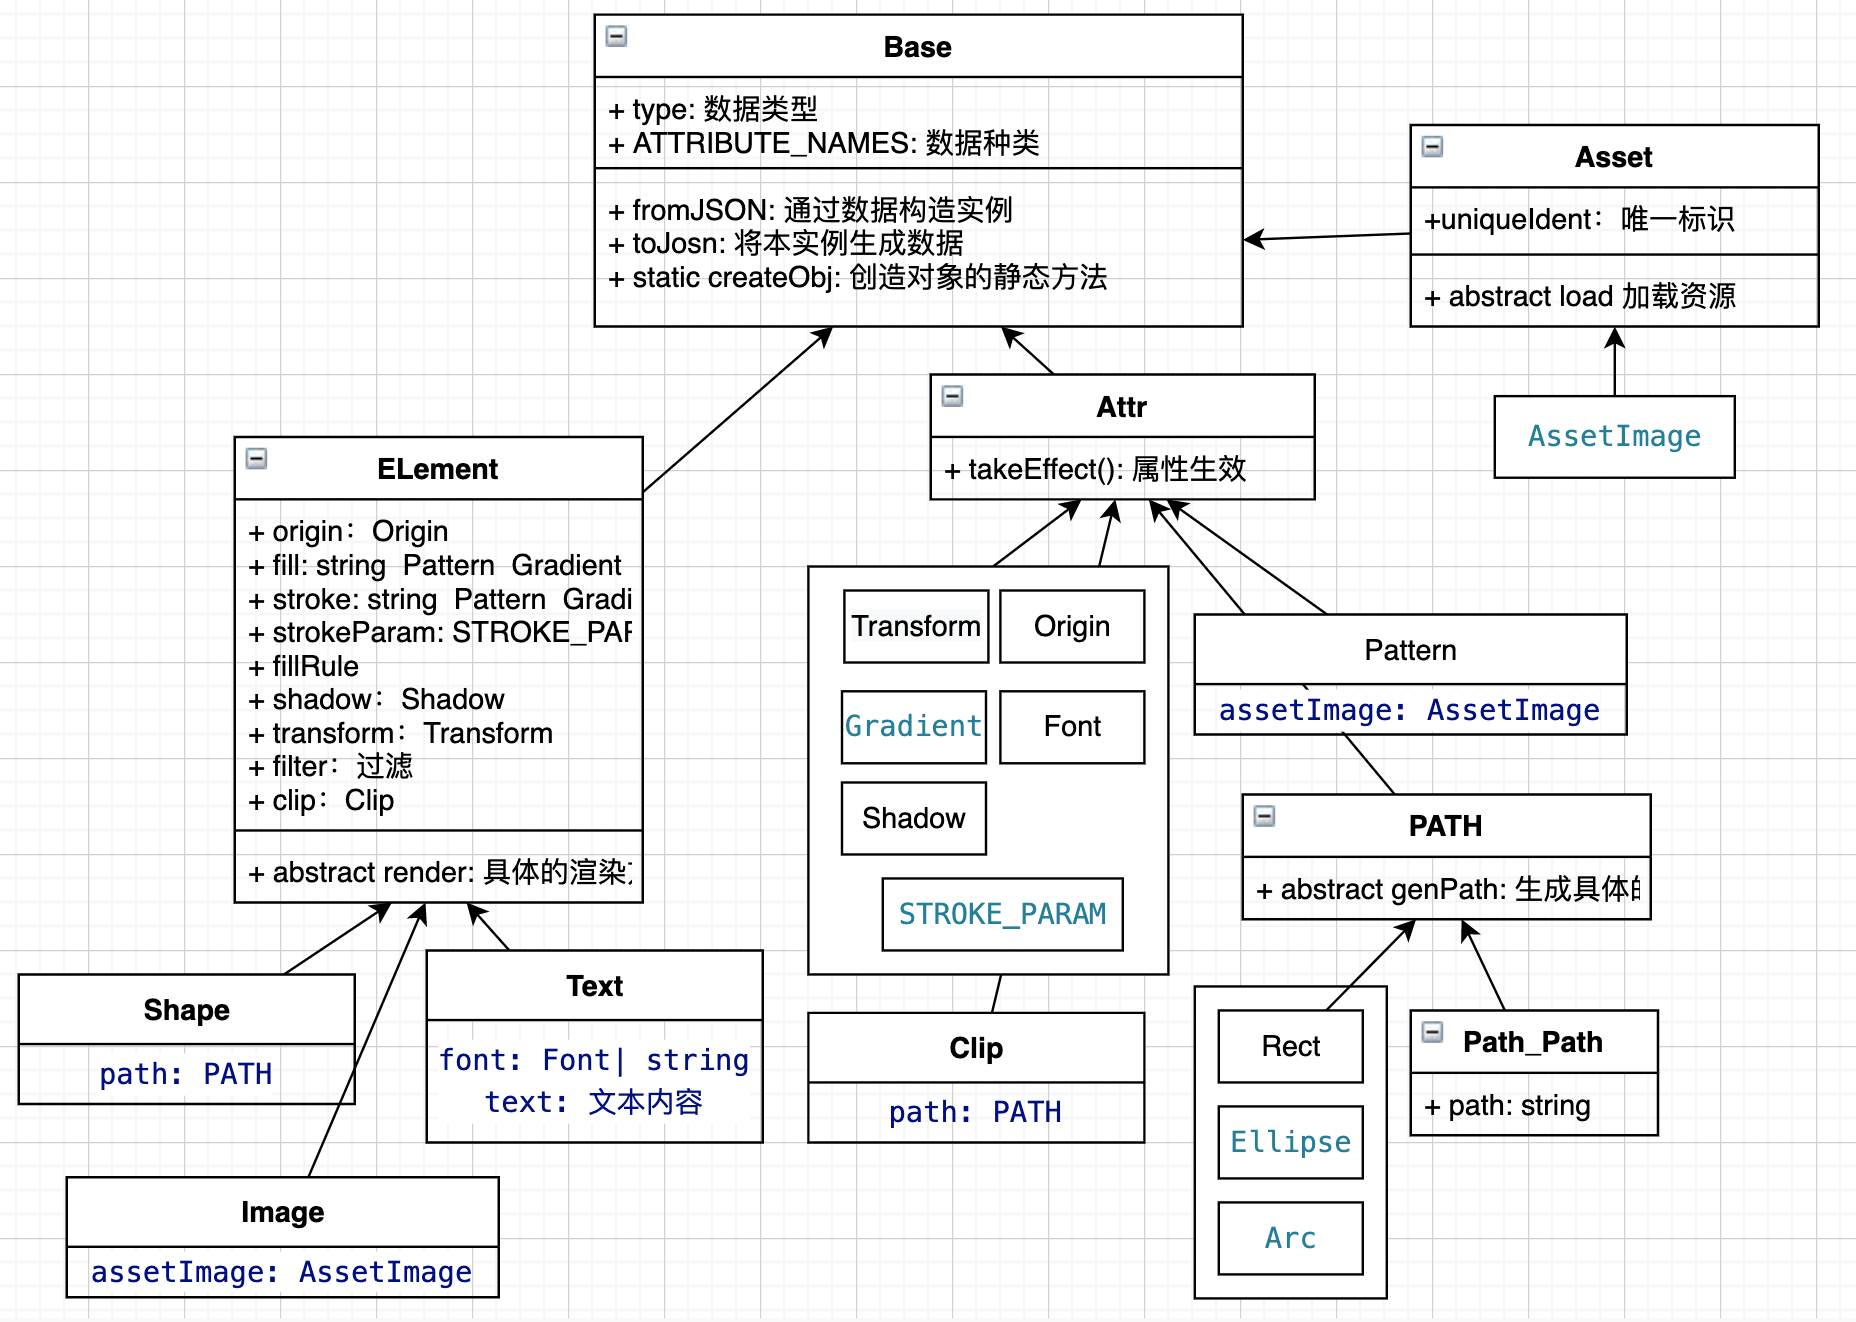 Base
+ type: 数据类型
+ ATTRIBUTE_NAMES: 数据种类
+ fromJSON: 通过数据构造实例
+ toJosn: 将本实例生成数据
+ static createObj: 创造对象的静态方法
Asset
+uniqueIdent：唯一标识
+ abstract load 加载资源
AssetImage
Attr
+ takeEffect(): 属性生效
ELement
+ origin：Origin
+ fill: string  Pattern  Gradient
+ stroke: string  Pattern  Gradi
+ strokeParam: STROKE_PAR
+ fillRule
+ shadow：Shadow
+ transform：Transform
+ filter：过滤
+ clip：Clip
+ abstract render: 具体的渲染
Transform
Origin
Gradient
Font
Shadow
STROKE_PARAM
Pattern
assetImage: AssetImage
PATH
+ abstract genPath: 生成具体的
Shape
path: PATH
Text
font: Font| string
text: 文本内容
Clip
path: PATH
Rect
Ellipse
Arc
Path_Path
+ path: string
Image
assetImage: AssetImage